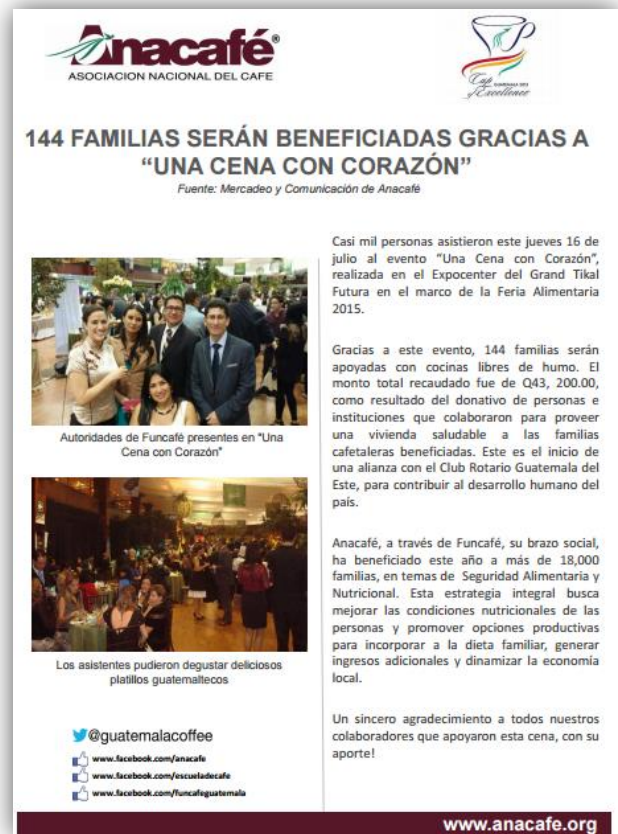 Anacafé®
ASOCIACION NACIONAL DEL CAFE
Cup
GUATEMALA 2015
of Excellence
144 FAMILIAS SERÁN BENEFICIADAS GRACIAS A
“UNA CENA CON CORAZÓN”
Fuente: Mercadeo y Comunicación de Anacafé
Autoridades de Funcafé presentes en "Una
Cena con Corazón"
Los asistentes pudieron degustar deliciosos
platillos guatemaltecos
@guatemalacoffee
www.facebook.com/anacafe
www.facebook.com/escueladecafe
www.facebook.com/funcafeguatemala
Casi mil personas asistieron este jueves 16 de
julio al evento “Una Cena con Corazón”,
realizada en el Expocenter del Grand Tikal
Futura en el marco de la Feria Alimentaria
2015.
Gracias a este evento, 144 familias serán
apoyadas con cocinas libres de humo. El
monto total recaudado fue de Q43, 200.00,
como resultado del donativo de personas e
instituciones que colaboraron para proveer
una vivienda saludable a las familias
cafetaleras beneficiadas. Este es el inicio de
una alianza con el Club Rotario Guatemala del
Este, para contribuir al desarrollo humano del
país.
Anacafé, a través de Funcafé, su brazo social,
ha beneficiado este año a más de 18,000
familias, en temas de Seguridad Alimentaria y
Nutricional. Esta estrategia integral busca
mejorar las condiciones nutricionales de las
personas y promover opciones productivas
para incorporar a la dieta familiar, generar
ingresos adicionales y dinamizar la economía
local.
Un sincero agradecimiento a todos nuestros
colaboradores que apoyaron esta cena, con su
aporte!
www.anacafe.org